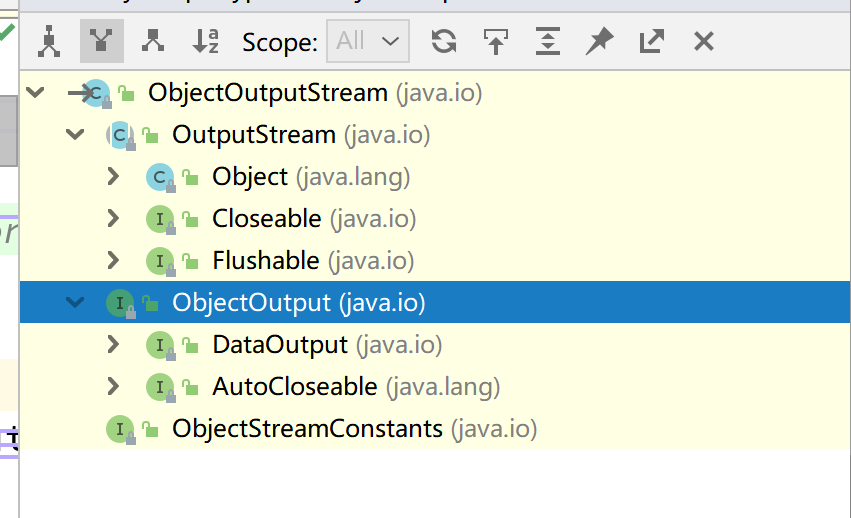 Scope: All
ObjectOutputStream (java.io)
OutputStream (java.io)
Object (java.lang)
Closeable (java.io)
Flushable (java.io)
ObjectOutput (java.io)
DataOutput (java.io)
AutoCloseable (java.lang)
ObjectStreamConstants (java.io)